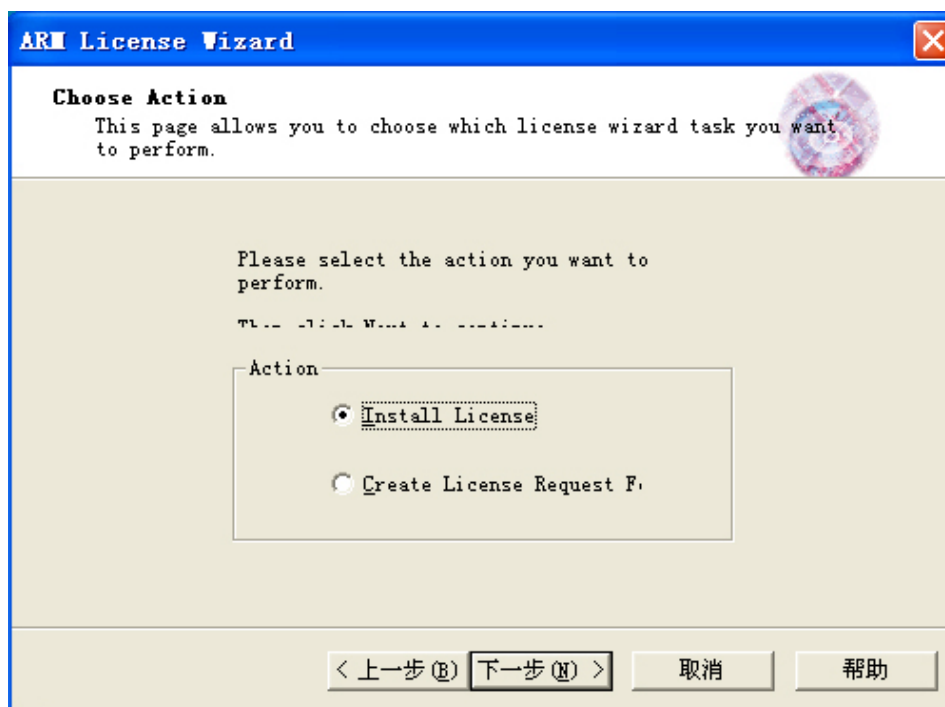 ARM License Wizard
Choose Action
This page allows you to choose which license wizard task you want
to perform.
Please select the action you want to
perform.
Action
Install License
Create License Request
< 上一步(B)
下一步(N) >
取消
帮助